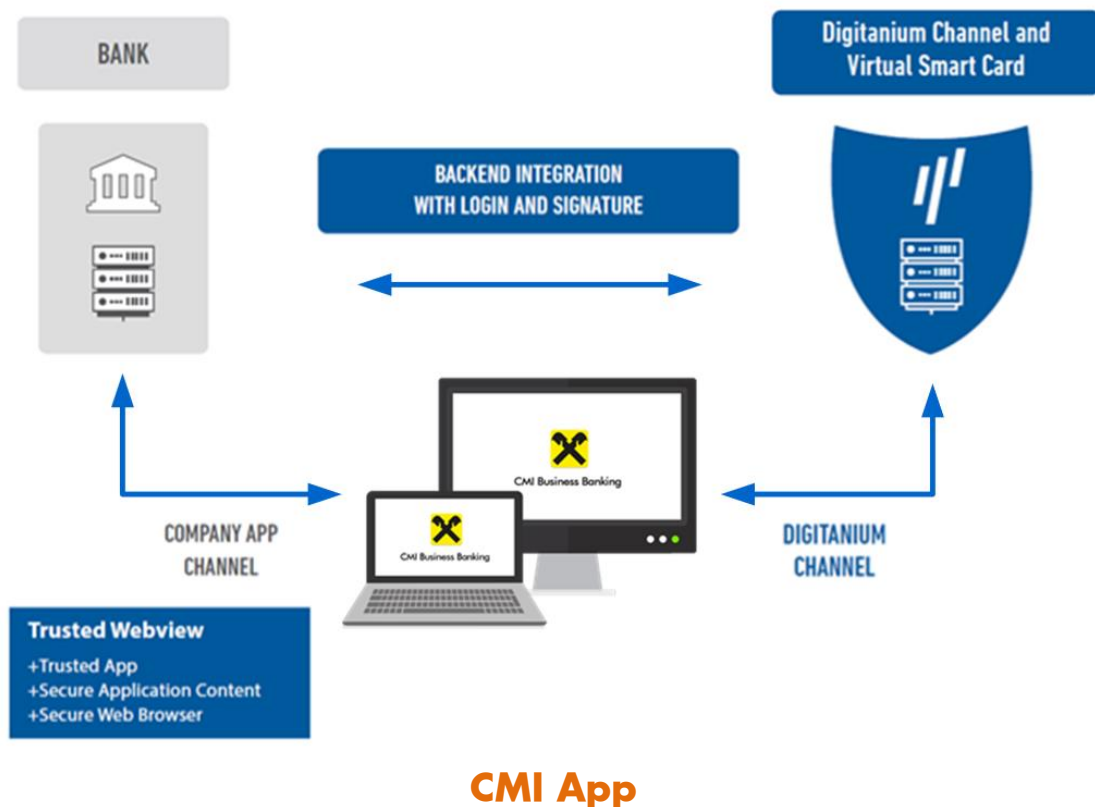 BANK
Digitanium Channel and
Virtual Smart Card
BACKEND INTEGRATION
WITH LOGIN AND SIGNATURE
CMI Business Banking
CMI Business Banking
COMPANY APP
CHANNEL
DIGITANIUM
CHANNEL
Trusted Webview
+Trusted App
+Secure Application Content
+Secure Web Browser
CMI App